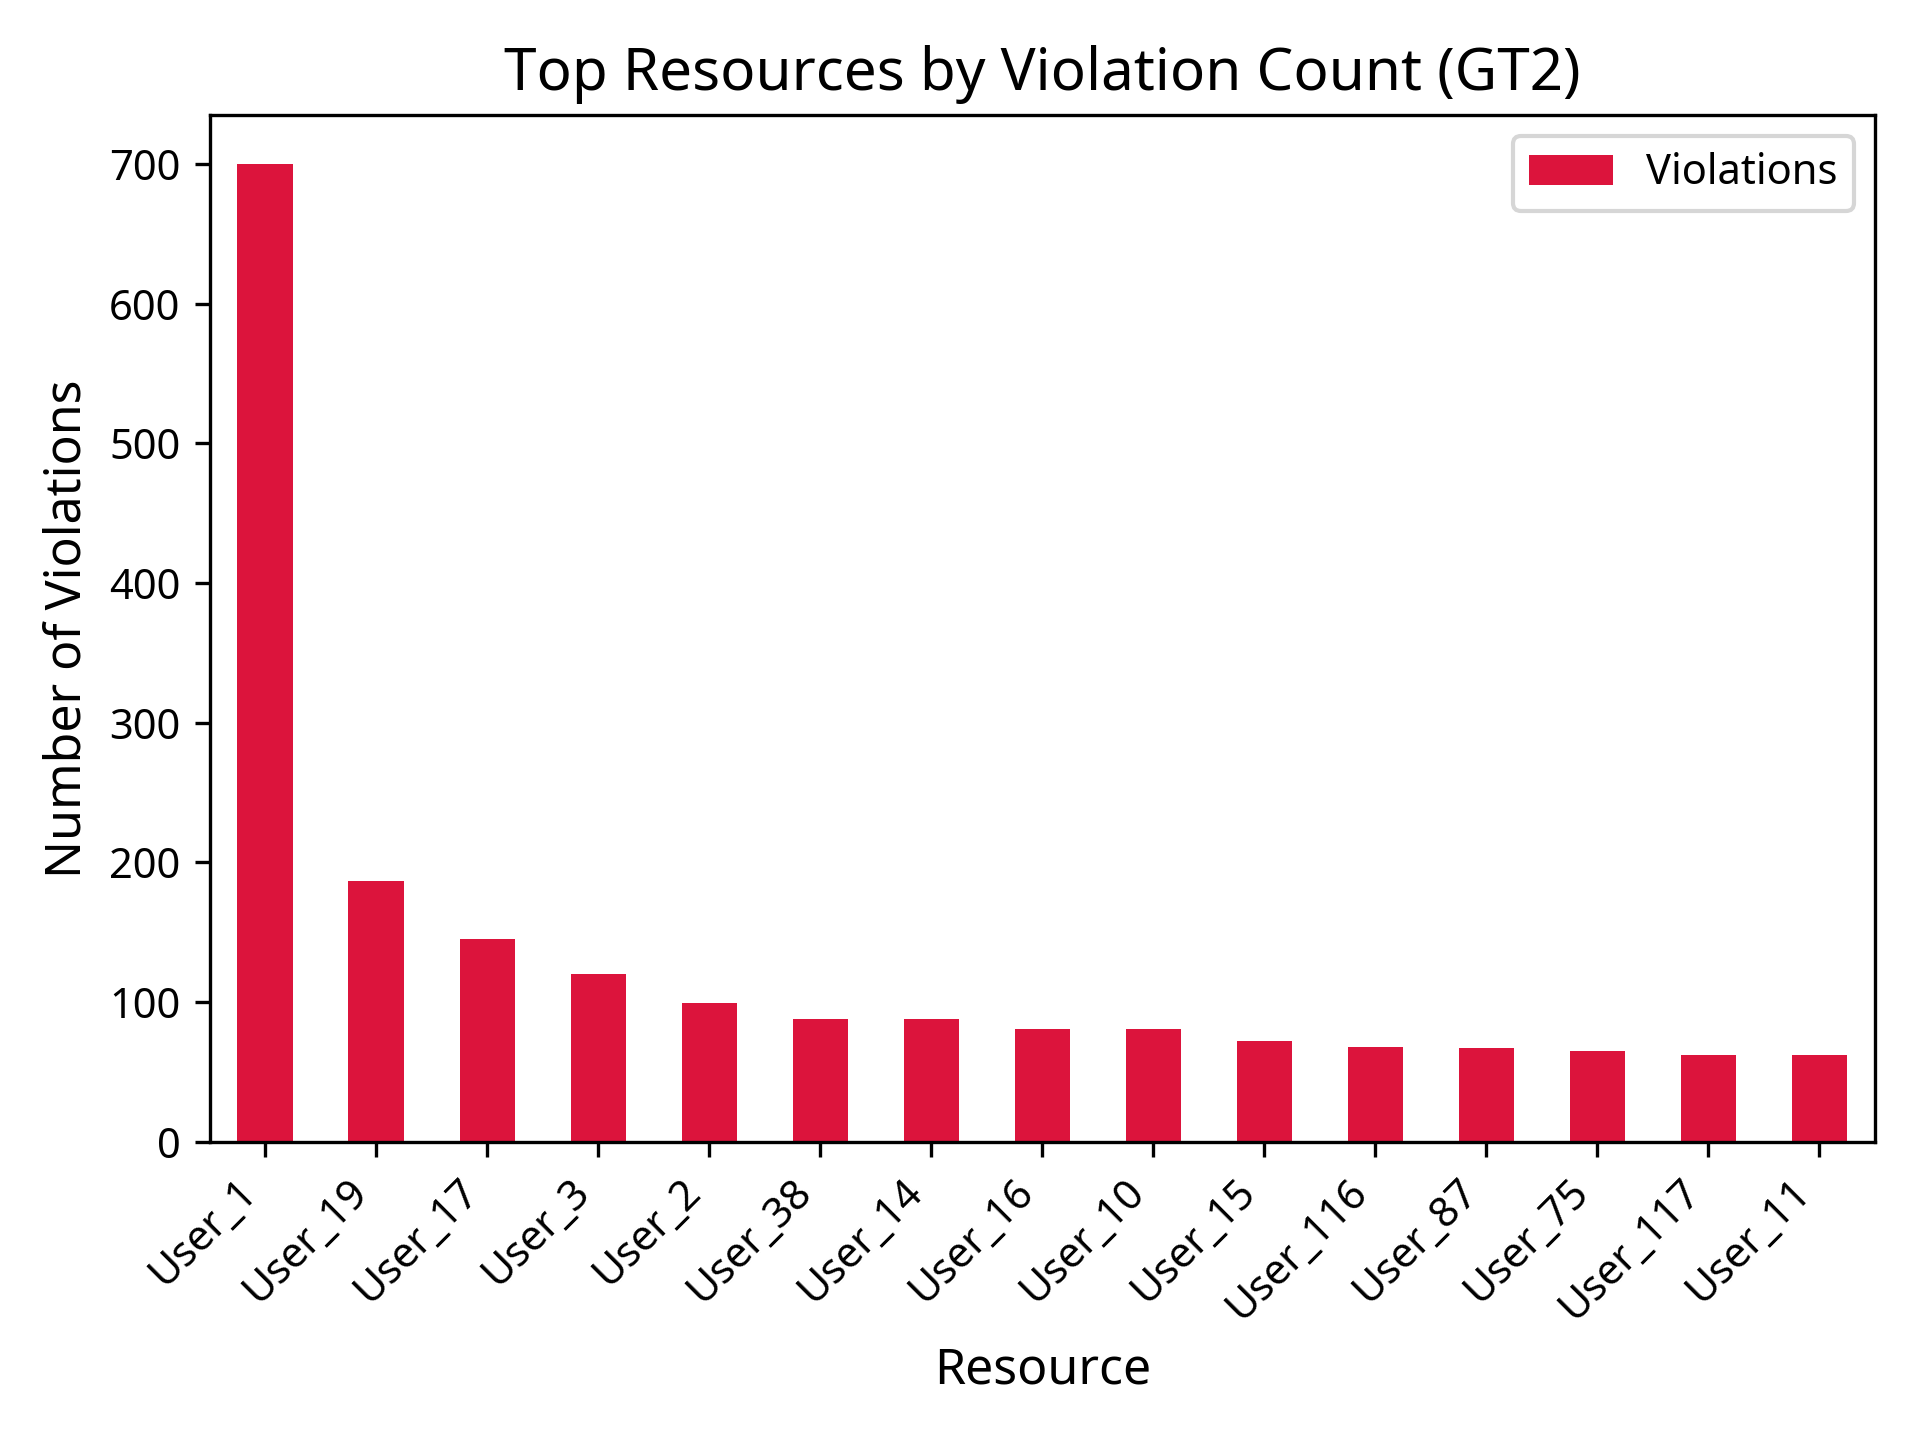 Top Resources by Violation Count (GT2)
Violations
Number of Violations
700
600
500
400
300
200
100
0
User_1
User_19
User_17
User_3
User_2
User_38
User_14
User_16
User_10
User_15
User_116
User_87
User_75
User_117
User_11
Resource